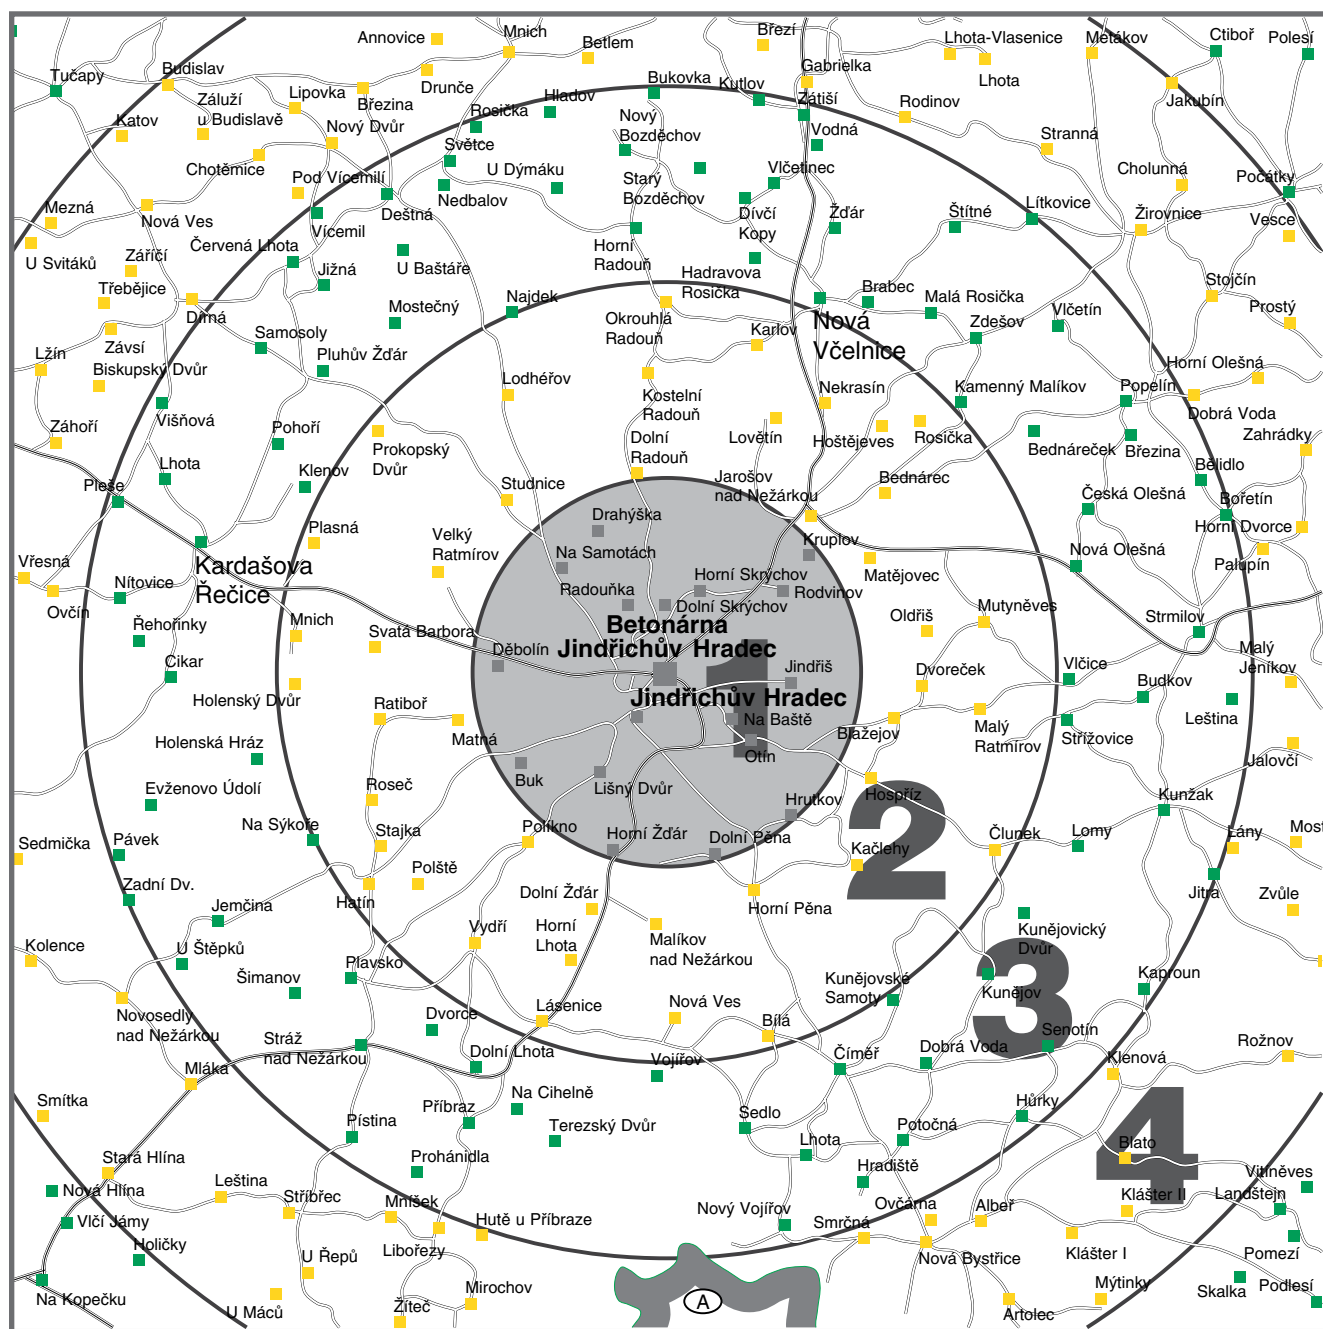 Annovice
Mnich
Betlem
Březí
Lhota-Vlasenice
Metákov
Ctiboř
Polesí
Tučapy
Budislav
Drunče
Bukovka
Kutlov
Gabrielka
Lhota
Záluží
u Budislavě
Lipovka
Březina
Rosička
Hladov
Zátiší
Rodinov
Jakubín
Katov
Nový Dvůr
Nový
Bozděchov
Vodná
Stranná
Chotěmice
Světce
U Dýmáku
Vlčetinec
Cholunná
Pod Vícemilí
Starý
Bozděchov
Počátky
Mezná
Nová Ves
Vícemil
Deštná
Nedbalov
Dívčí
Kopy
Žďár
Štítné
Lítkovice
Žirovnice
Vesce
U Svitáků
Záříčí
Červená Lhota
U Baštáře
Horní
Radouň
Třebějice
Jižná
Hadravova
Rosička
Stojčín
Dírná
Mostečný
Najdek
Okrouhlá
Radouň
Karlov
Brabec
Malá Rosička
Vlčetín
Prostý
Závsí
Samosoly
Nová
Včelnice
Zdešov
Lžín
Biskupský Dvůr
Pluhův Žďár
Lodhéřov
Kostelní
Radouň
Nekrasín
Kamenný Malíkov
Popelín
Horní Olešná
Záhoří
Višňová
Pohoří
Prokopský
Dvůr
Dolní
Radouň
Lovětín
Hoštějeves
Rosička
Bednáreček
Březina
Dobrá Voda
Zahrádky
Pleše
Lhota
Klenov
Studnice
Jarošov
nad Nežárkou
Bednárec
Česká Olešná
Bělidlo
Bořetín
Plasná
Velký
Ratmírov
Drahýška
Kruplov
Horní Dvorce
Vřesná
Kardašova
Řečice
Na Samotách
Horní Skrýchov
Matějovec
Nová Olešná
Palupín
Ovčín
Nítovice
Radouňka
Dolní Skrýchov
Rodvinov
Oldřiš
Mutyněves
Strmilov
Řehořinky
Mnich
Svatá Barbora
Betonárna
Jindřichův Hradec
Malý
Jeníkov
Cikar
Holenský Dvůr
Děbolín
1
Jindřiš
Dvoreček
Vlčice
Budkov
Ratiboř
Matná
Jindřichův Hradec
Na Baště
Blažejov
Malý
Ratmírov
Střížovice
Leština
Holenská Hráz
Buk
Otín
Jalovčí
Evženovo Údolí
Roseč
Lišný Dvůr
Hrutkov
Hospříz
2
Kunžak
Sedmička
Pávek
Na Sýkoře
Stajka
Polikno
Horní Žďár
Dolní Pěna
Kačlehy
Člunek
Lomy
Lány
Most
Zadní Dv.
Polště
Jitra
Zvůle
Jemčina
Hatín
Dolní Žďár
Horní Pěna
Kolence
U Štěpků
Vydří
Horní
Lhota
Malíkov
nad Nežárkou
Kunějovický
Dvůr
3
Šimanov
Plavsko
Kunějovské
Samoty
Kunějov
Kaproun
Novosedly
nad Nežárkou
Dvorce
Lásenice
Nová Ves
Bílá
Senotín
Stráž
nad Nežárkou
Dolní Lhota
Vojířov
Číměř
Dobrá Voda
Klenová
Rožnov
Mláka
Smítka
Pístina
Příbraz
Na Cihelně
Sedlo
Hůrky
4
Terezský Dvůr
Potočná
Blato
Stará Hlína
Prohánidla
Lhota
Hradiště
Vitiněves
Nová Hlína
Leština
Stříbrec
Mníšek
Klášter II
Landštejn
Vlčí Jámy
Hutě u Příbraze
Nový Vojířov
Ovčárna
Albeř
Holičky
U Řepů
Libořezy
Smrčná
Nová Bystřice
Klášter I
Pomezí
Na Kopečku
U Máců
Žíteč
Mirochov
A
Artolec
Mýtinky
Skalka
Podlesí